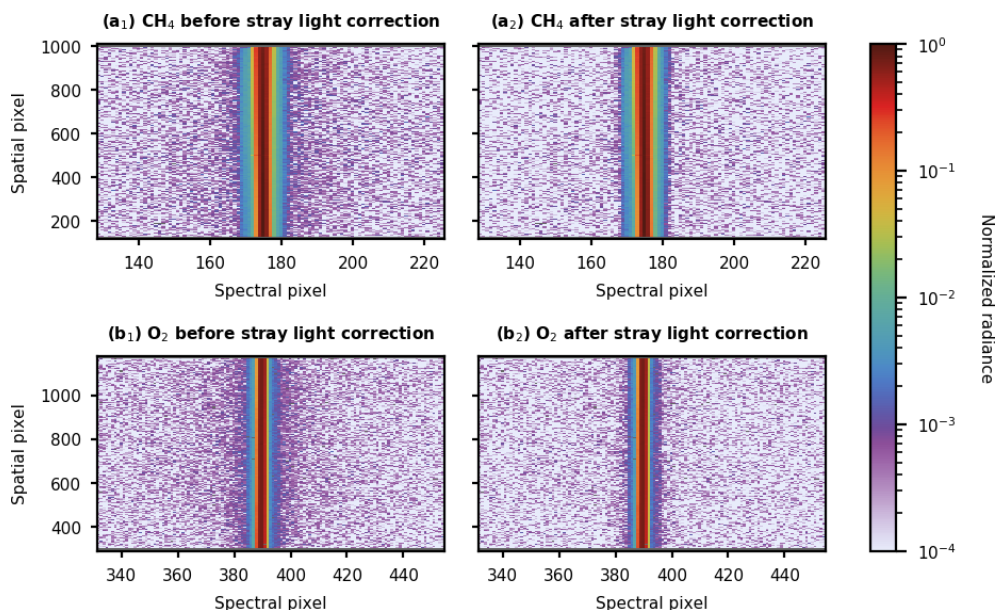 (a₁) CH₄ before stray light correction
(a₂) CH₄ after stray light correction
1000
800
600
400
200
Spatial pixel
140 160 180 200 220
Spectral pixel
140 160 180 200 220
Spectral pixel
(b₁) O₂ before stray light correction
(b₂) O₂ after stray light correction
1000
800
600
400
Spatial pixel
340 360 380 400 420 440
Spectral pixel
340 360 380 400 420 440
Spectral pixel
10⁰
10⁻¹
10⁻²
10⁻³
10⁻⁴
Normalized radiance